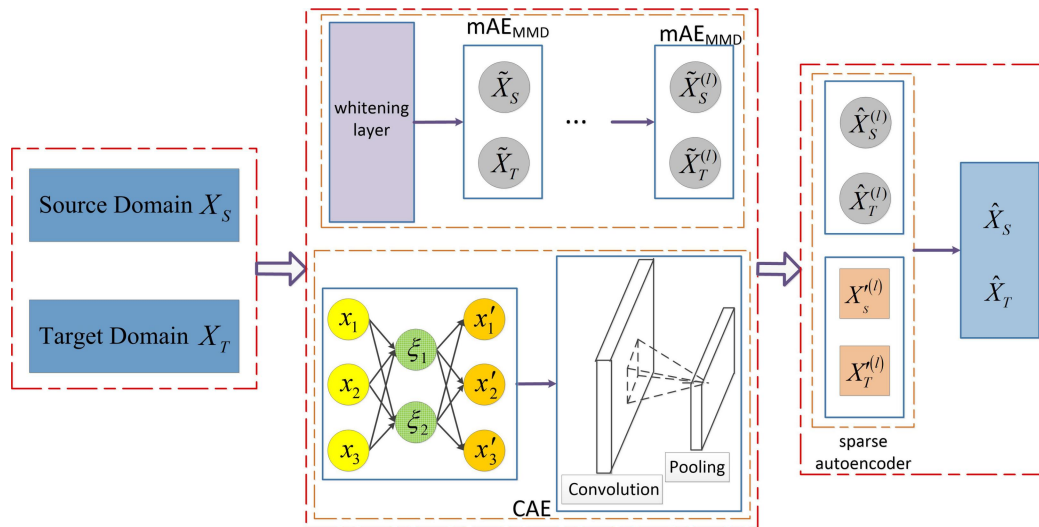 Source Domain X_S
Target Domain X_T
mAE_MMD
mAE_MMD
whitening
layer
X̃_S
X̃_T
...
X̃_S^(l)
X̃_T^(l)
x_1
x_2
x_3
ξ_1
ξ_2
x′_1
x′_2
x′_3
Convolution
Pooling
CAE
X̂_S^(l)
X̂_T^(l)
X′_s^(l)
X′_T^(l)
sparse
autoencoder
X̂_S
X̂_T